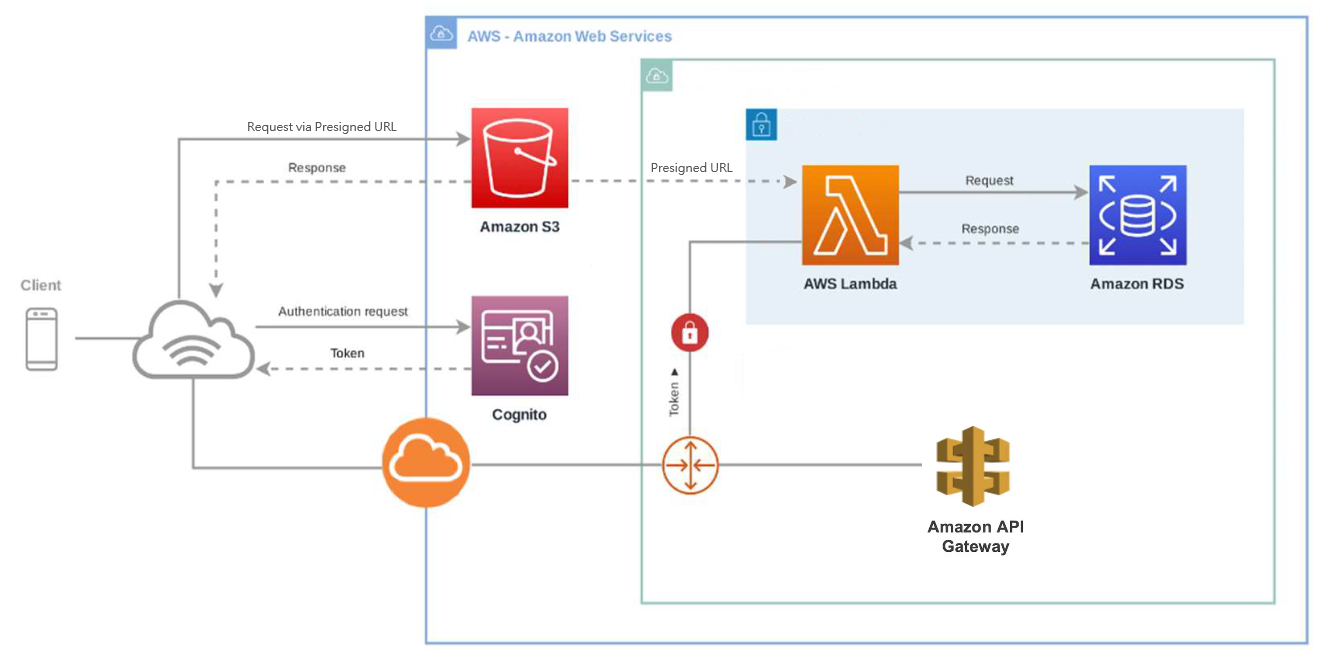 AWS - Amazon Web Services
Request via Presigned URL
Response
Presigned URL
Request
Response
Amazon S3
AWS Lambda
Amazon RDS
Client
Authentication request
Token
Token ▲
Cognito
Amazon API
Gateway